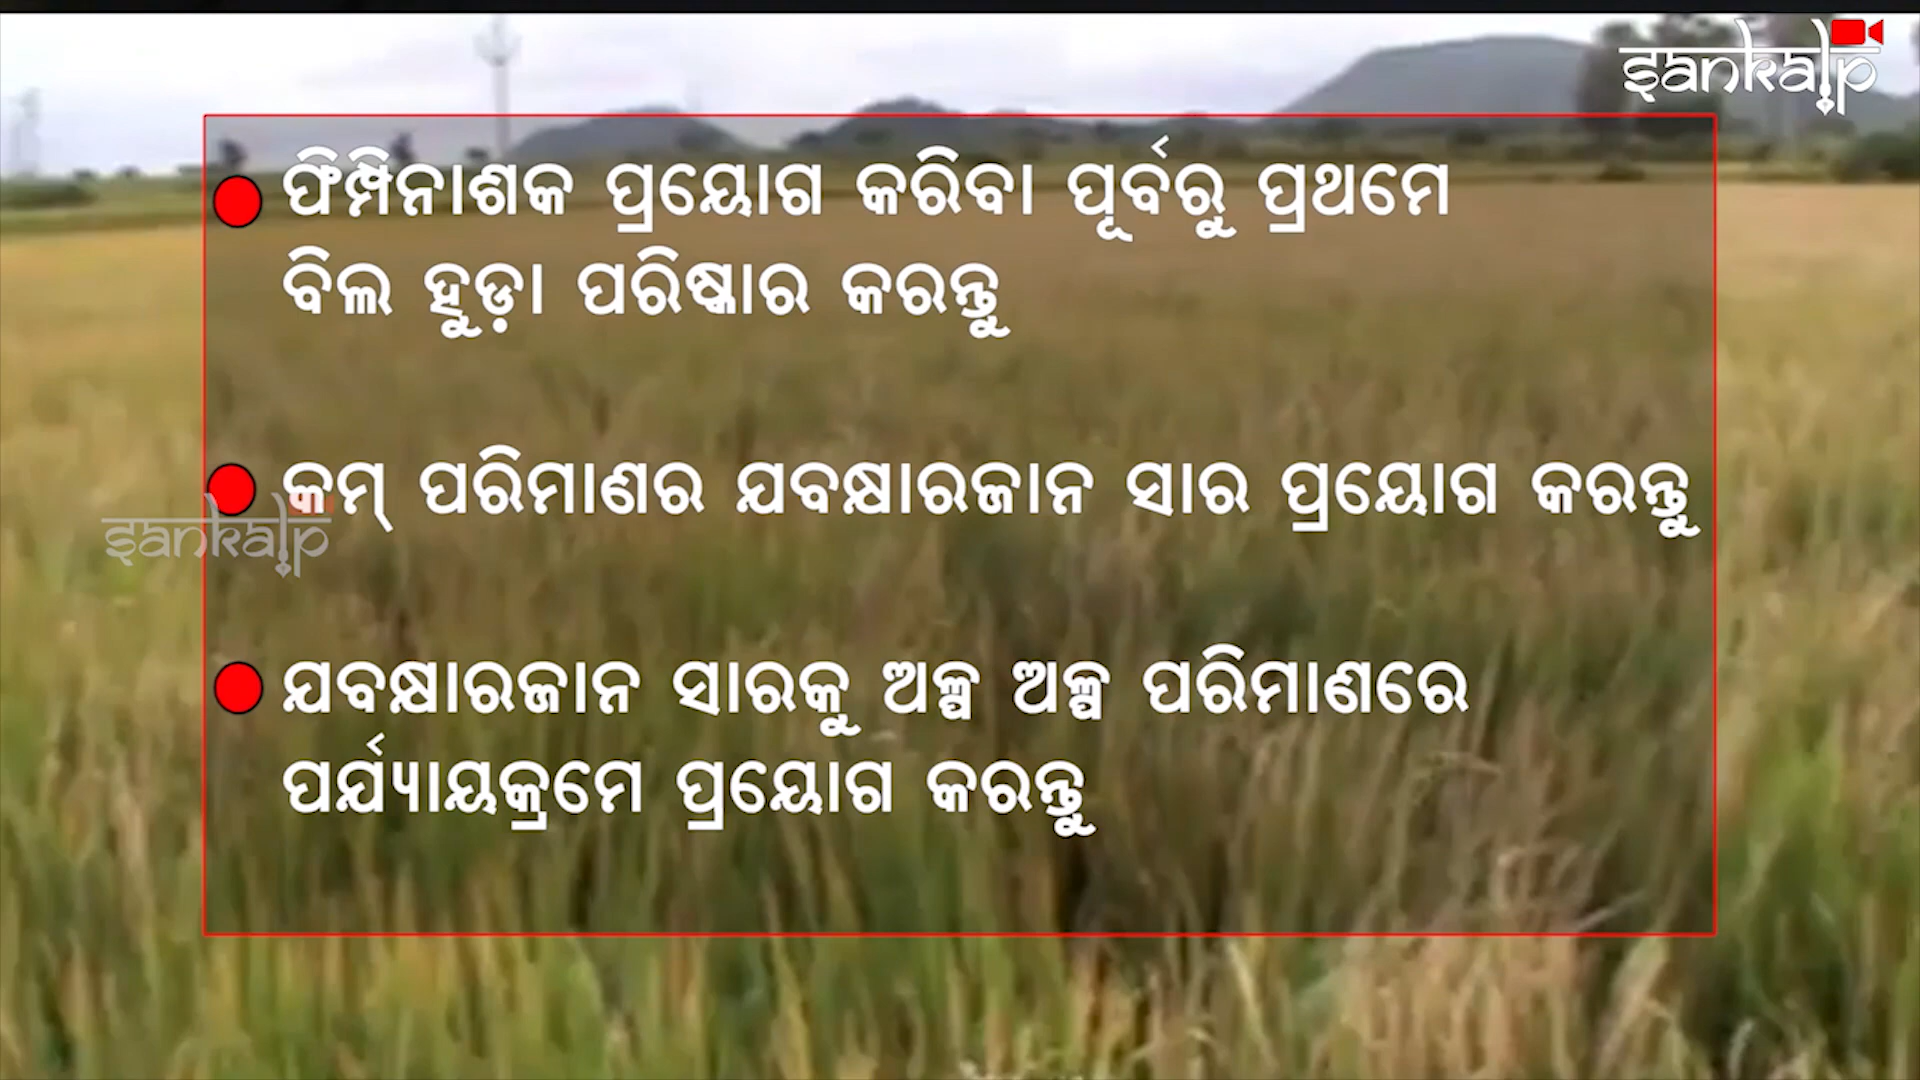 sankalp
ଫିମ୍ପିନାଶକ ପ୍ରୟୋଗ କରିବା ପୂର୍ବରୁ ପ୍ରଥମେ
ବିଲ ହୁଡ଼ା ପରିଷ୍କାର କରନ୍ତୁ
କମ୍ ପରିମାଣର ଯବକ୍ଷାରଜାନ ସାର ପ୍ରୟୋଗ କରନ୍ତୁ
sankalp
ଯବକ୍ଷାରଜାନ ସାରକୁ ଅଳ୍ପ ଅଳ୍ପ ପରିମାଣରେ
ପର୍ଯ୍ୟାୟକ୍ରମେ ପ୍ରୟୋଗ କରନ୍ତୁ